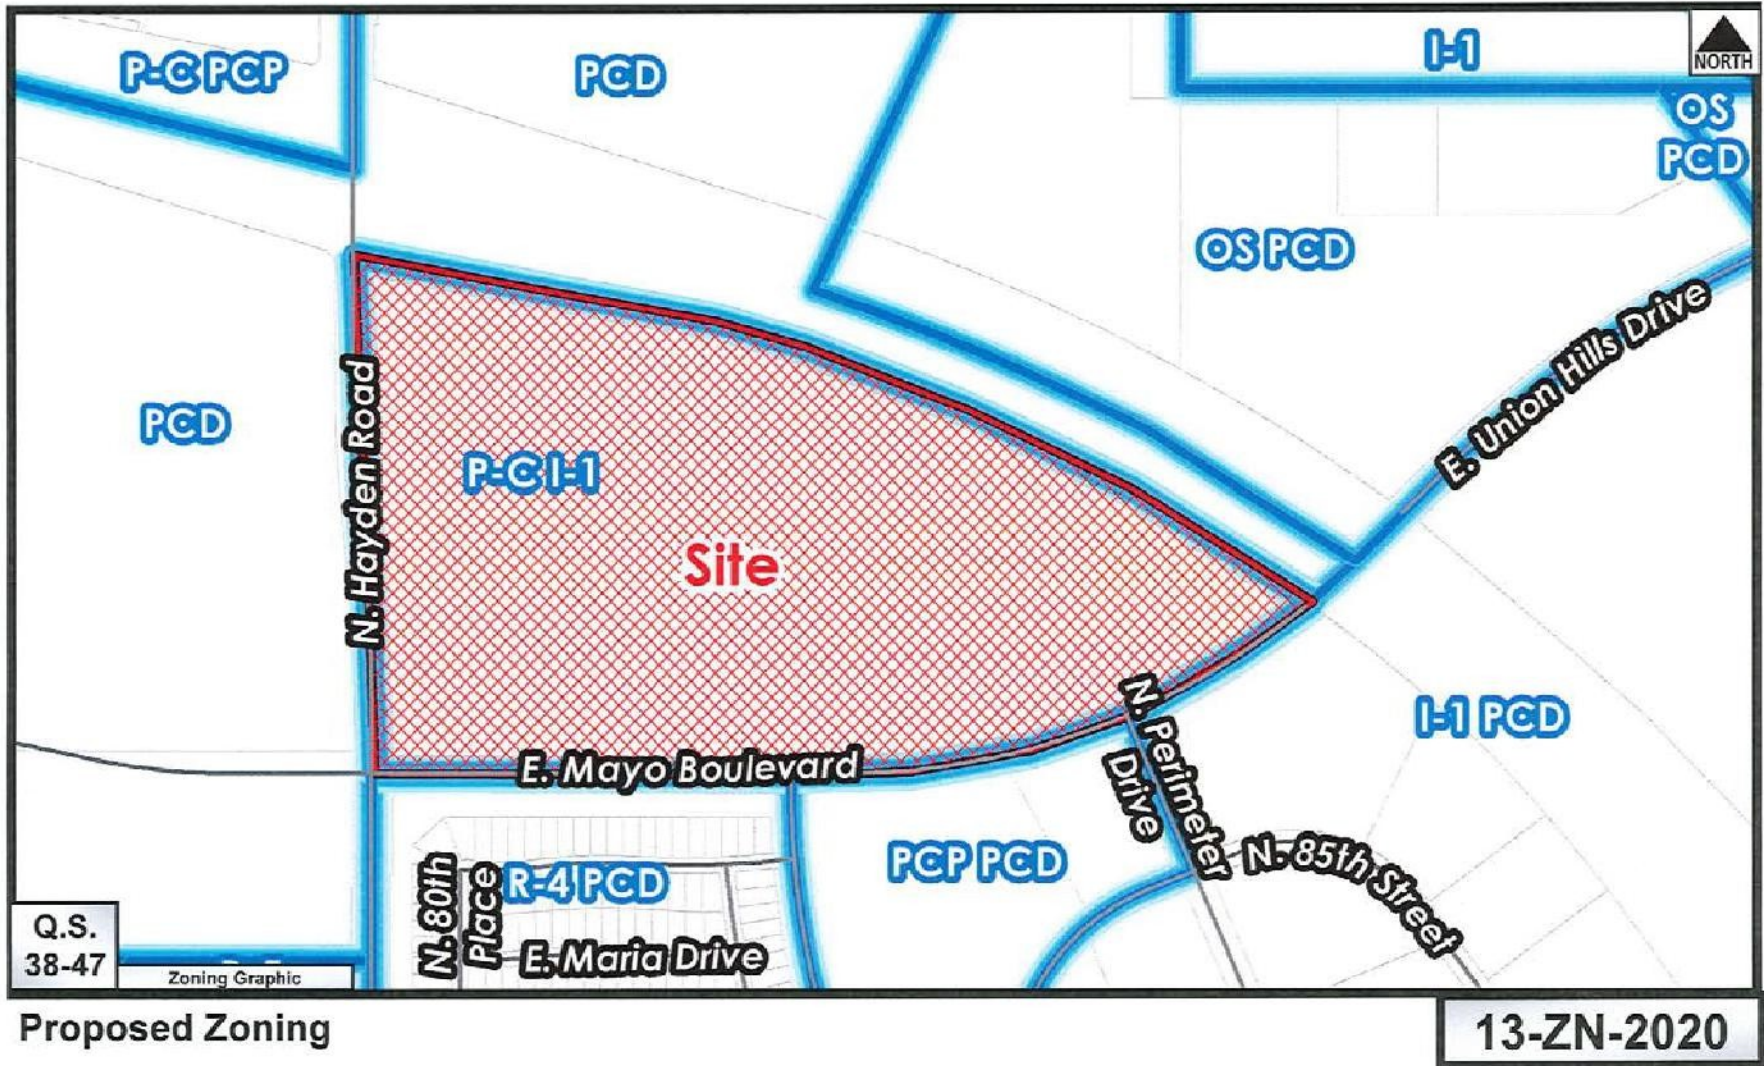 P-C PCP
PCD
I-1
NORTH
OS
PCD
OS PCD
E. Union Hills Drive
PCD
N. Hayden Road
P-C I-1
Site
I-1 PCD
E. Mayo Boulevard
N. Perimeter
Drive
PCP PCD
N. 85th Street
R-4 PCD
N. 80th
Place
E. Maria Drive
Q.S.
38-47
Zoning Graphic
Proposed Zoning
13-ZN-2020